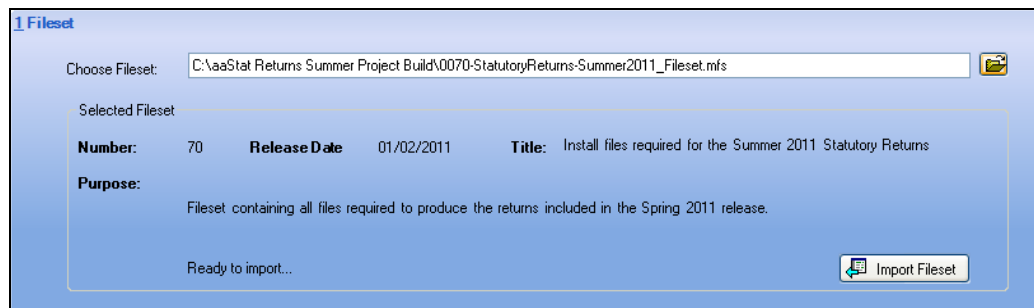 1 Fileset
Choose Fileset: C:\aaStat Returns Summer Project Build\0070-StatutoryReturns-Summer2011_Fileset.mfs
Selected Fileset
Number: 70 Release Date 01/02/2011 Title: Install files required for the Summer 2011 Statutory Returns
Purpose:
Fileset containing all files required to produce the returns included in the Spring 2011 release.
Ready to import... Import Fileset